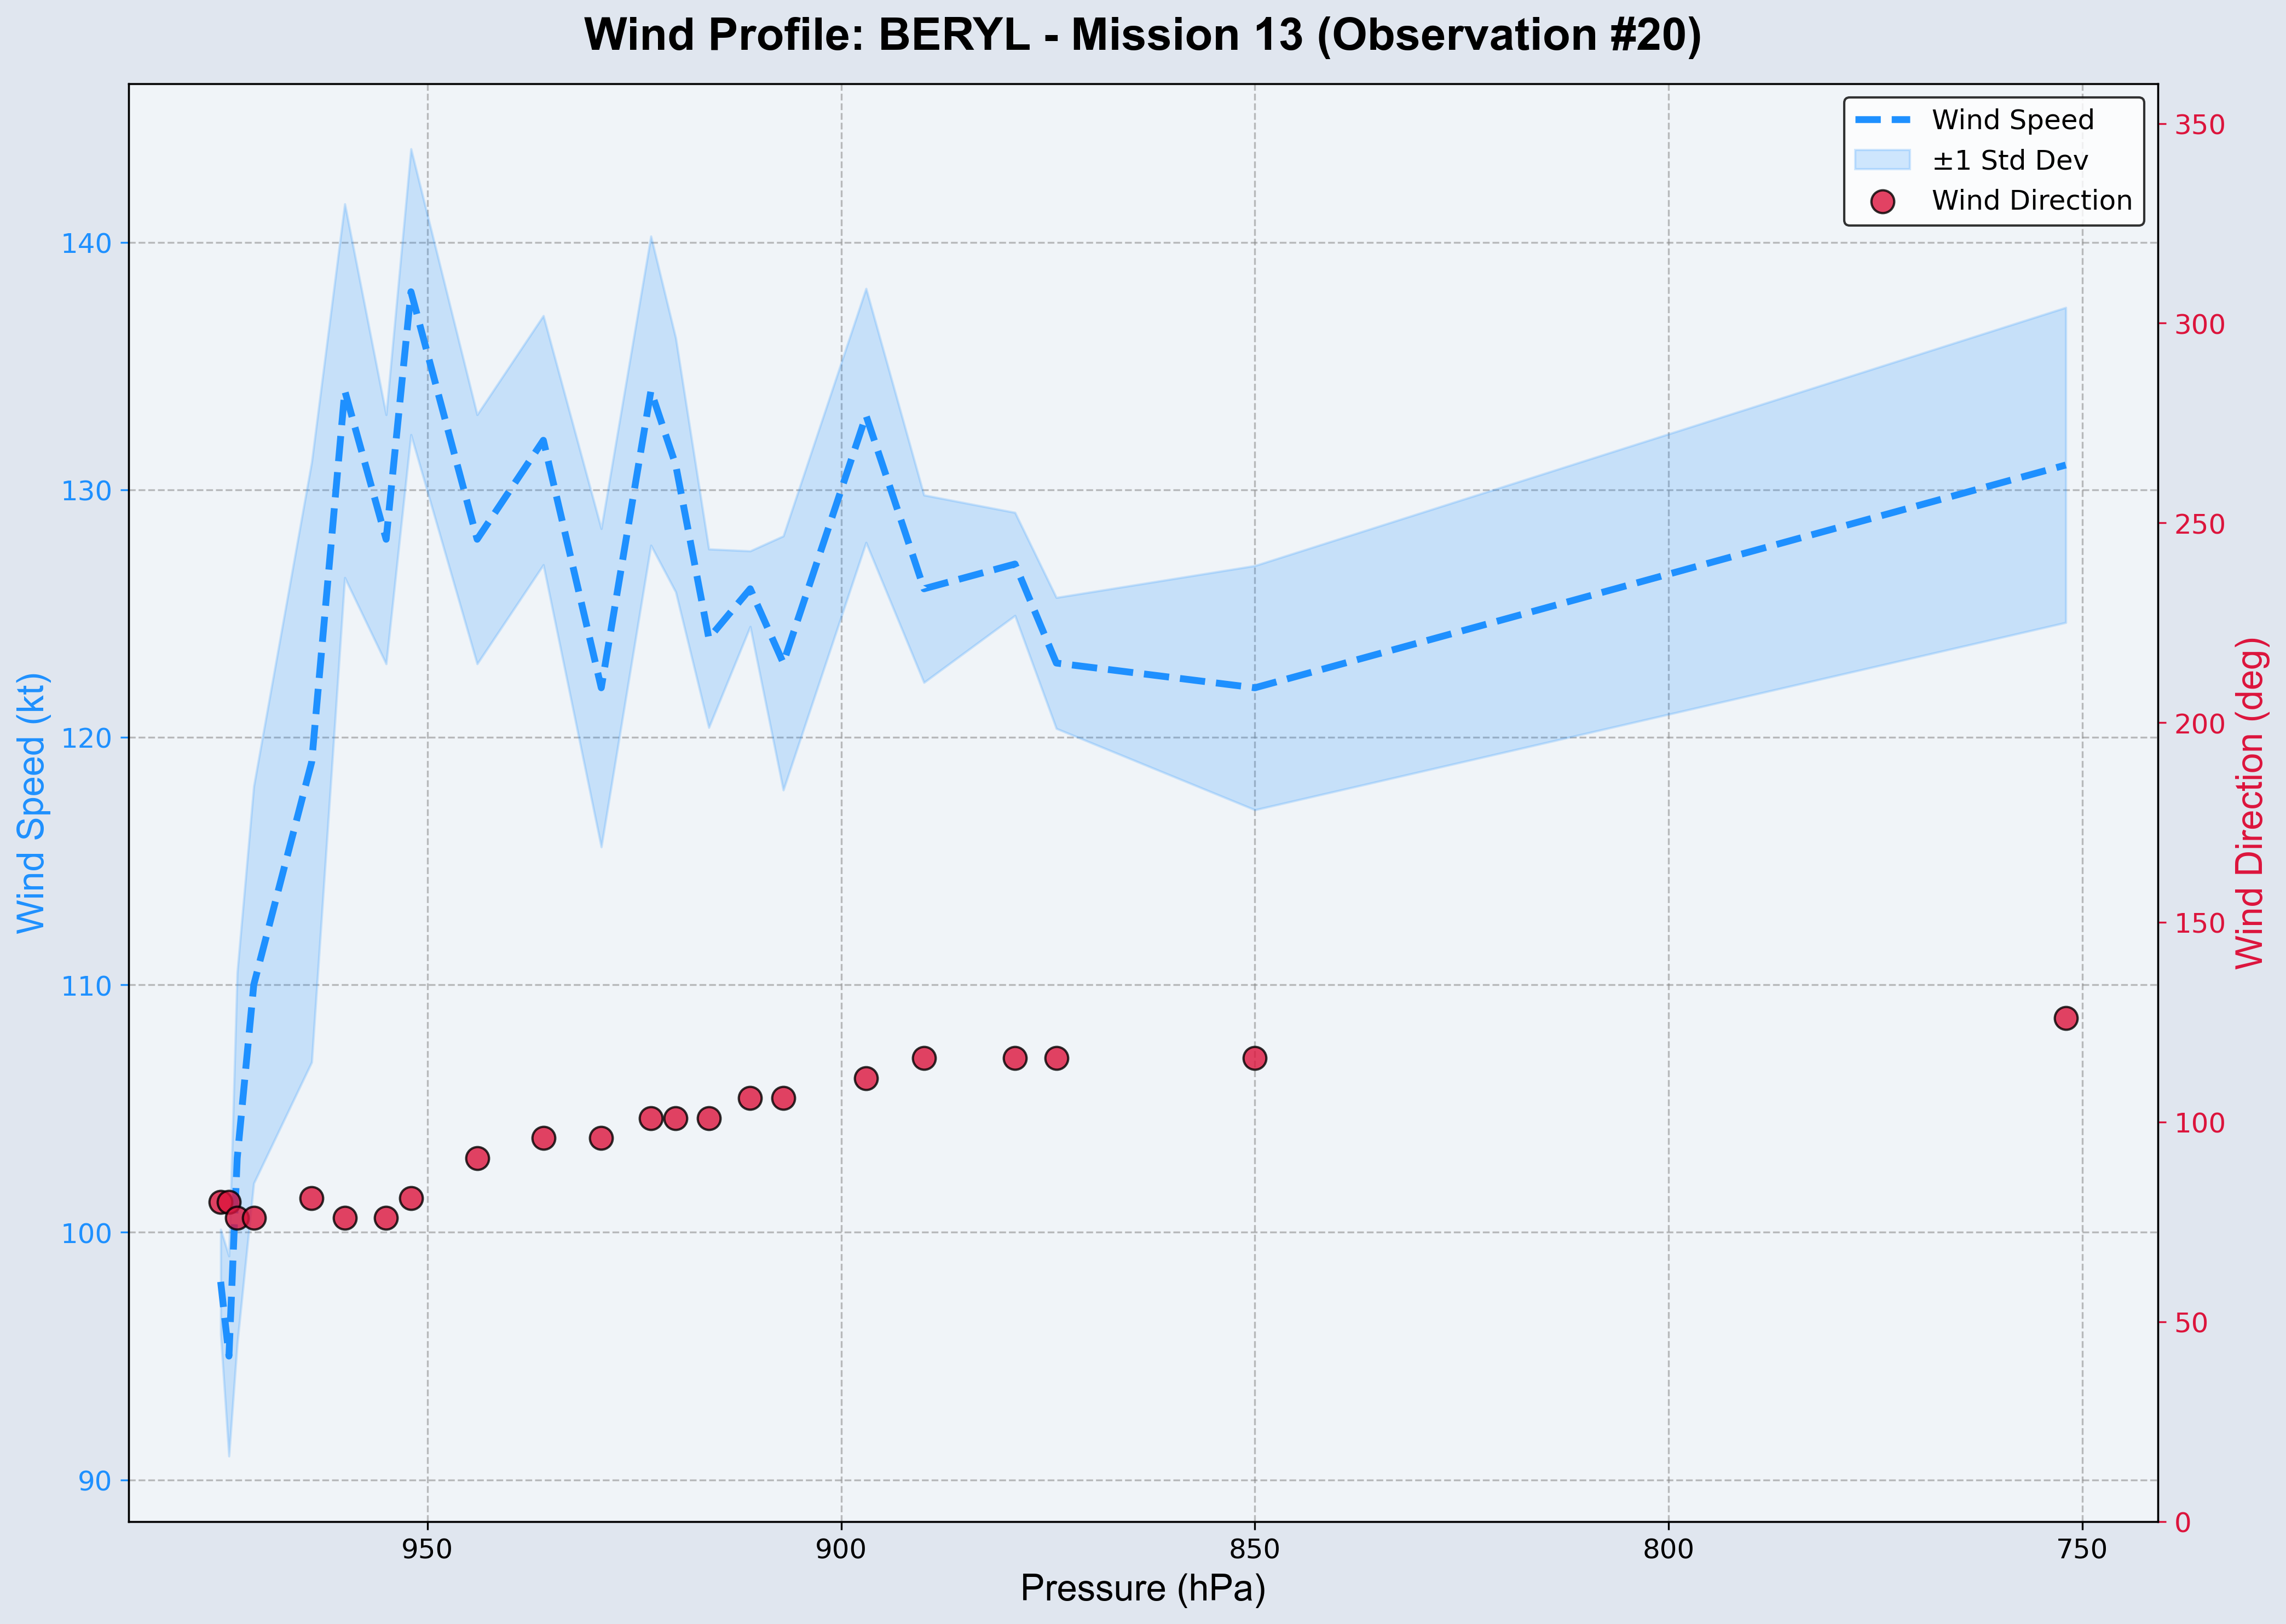 Wind Profile: BERYL - Mission 13 (Observation #20)
Wind Speed
±1 Std Dev
Wind Direction
Wind Speed (kt)
140
130
120
110
100
90
350
300
250
200
150
100
50
0
Wind Direction (deg)
950
900
850
800
750
Pressure (hPa)